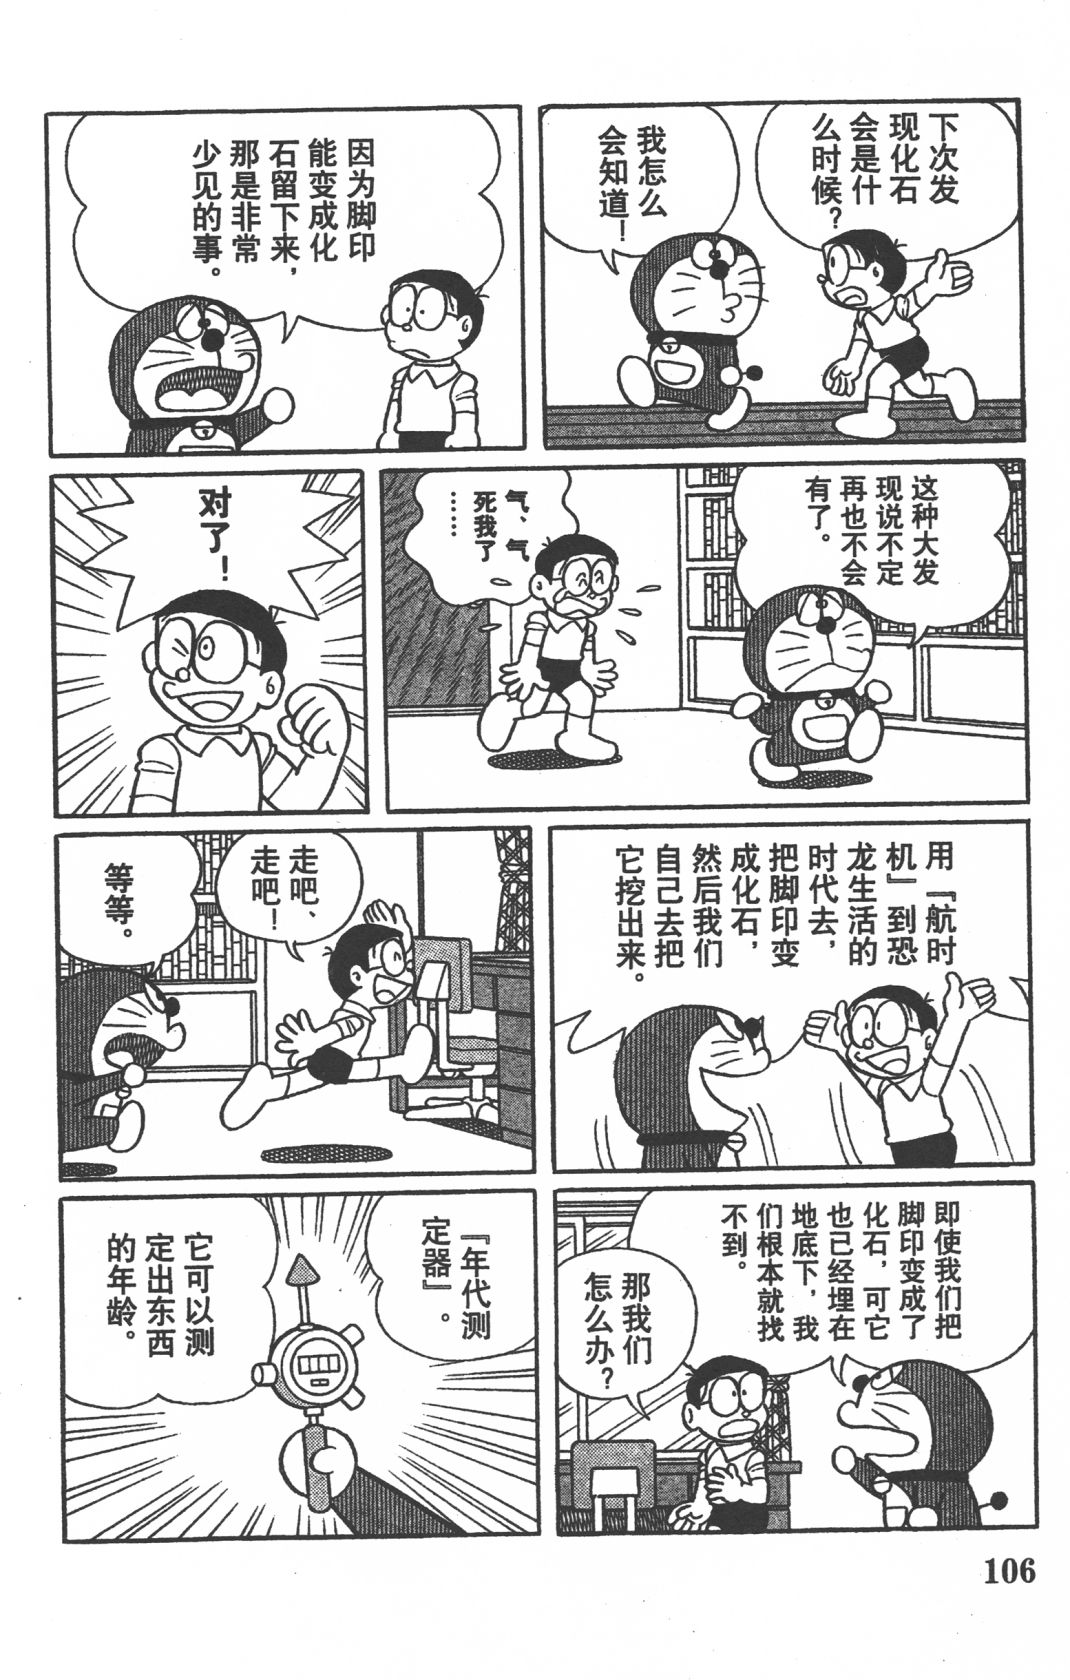 下次发
现化石
会是什
么时候？
我怎么
会知道！
因为脚印
能变成化
石留下来，
那是非常
少见的事。
这种大发
现说不定
再也不会
有了。
气、气
死我了
……
对了！
用『航时
机』到恐
龙生活的
时代去，
把脚印变
成化石，
然后我们
自己去把
它挖出来。
走吧、
走吧！
等等。
即使我们把
脚印变成了
化石，可它
也已经埋在
地底下，我
们根本就找
不到。
那我们
怎么办？
『年代测
定器』。
它可以测
定出东西
的年龄。
106